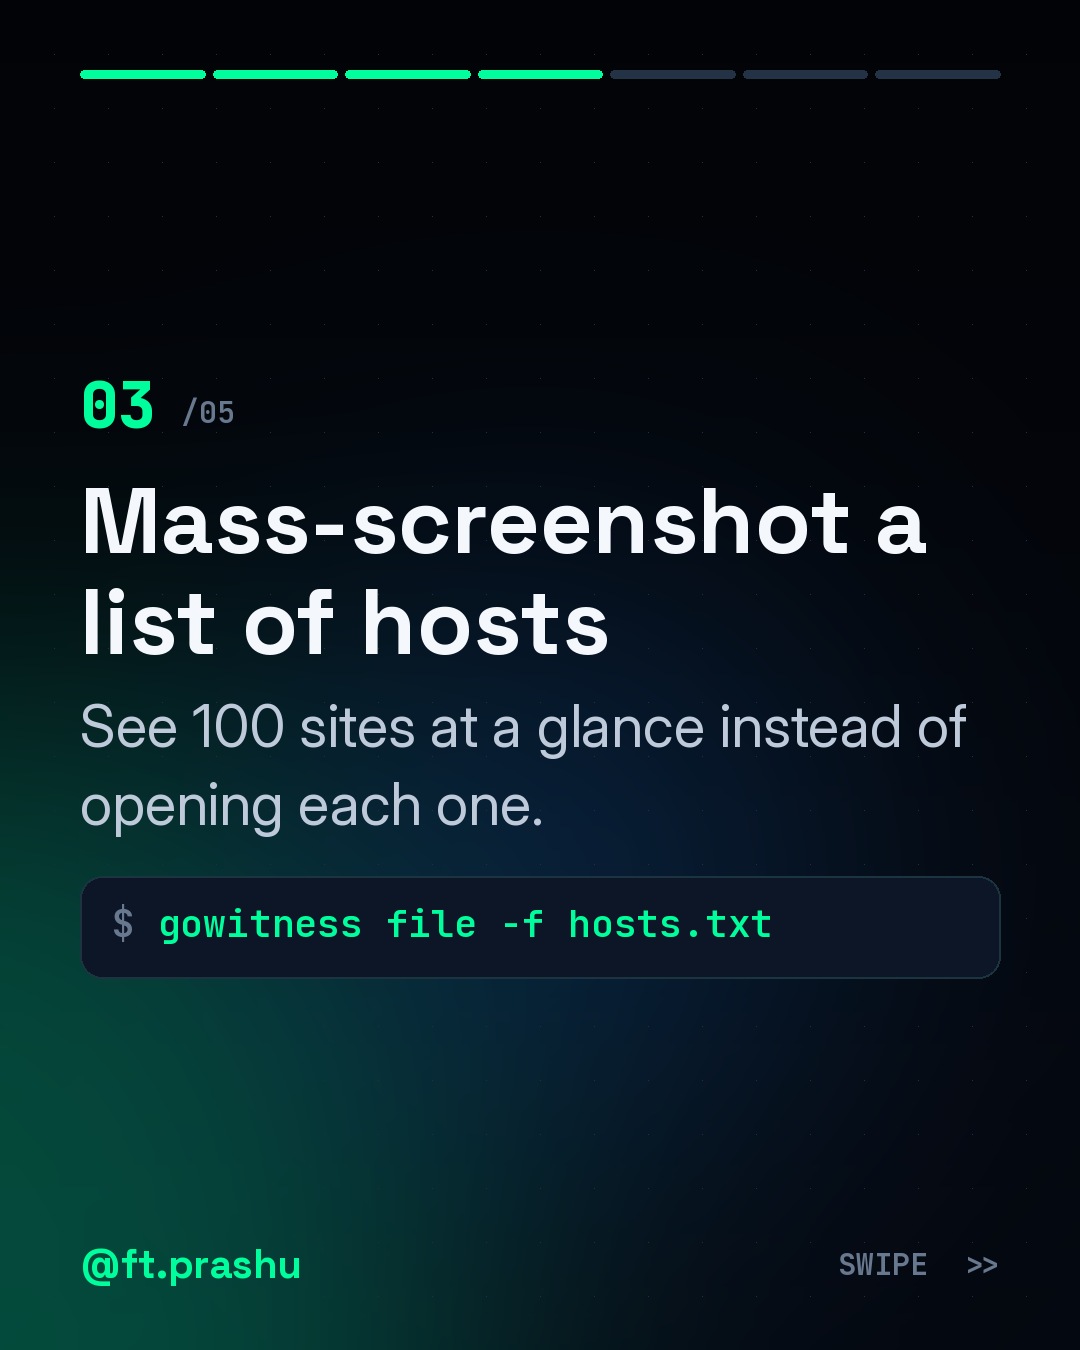 03 /05
Mass-screenshot a
list of hosts
See 100 sites at a glance instead of
opening each one.
$ gowitness file -f hosts.txt
@ft.prashu
SWIPE >>